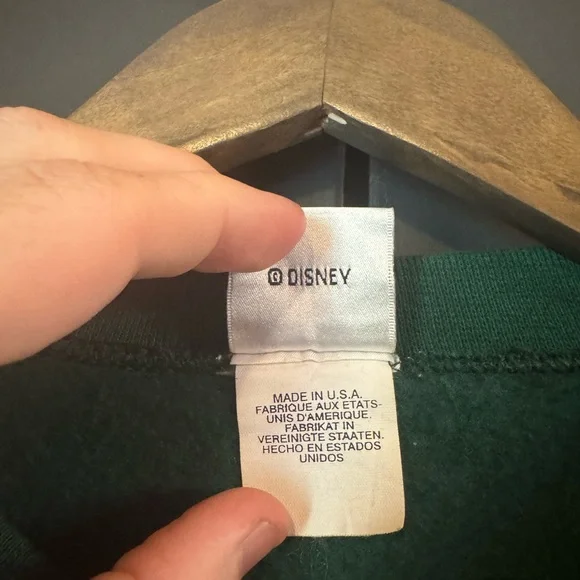 © DISNEY
MADE IN U.S.A.
FABRIQUE AUX ETATS-
UNIS D'AMERIQUE.
FABRIKAT IN
VEREINIGTE STAATEN.
HECHO EN ESTADOS
UNIDOS